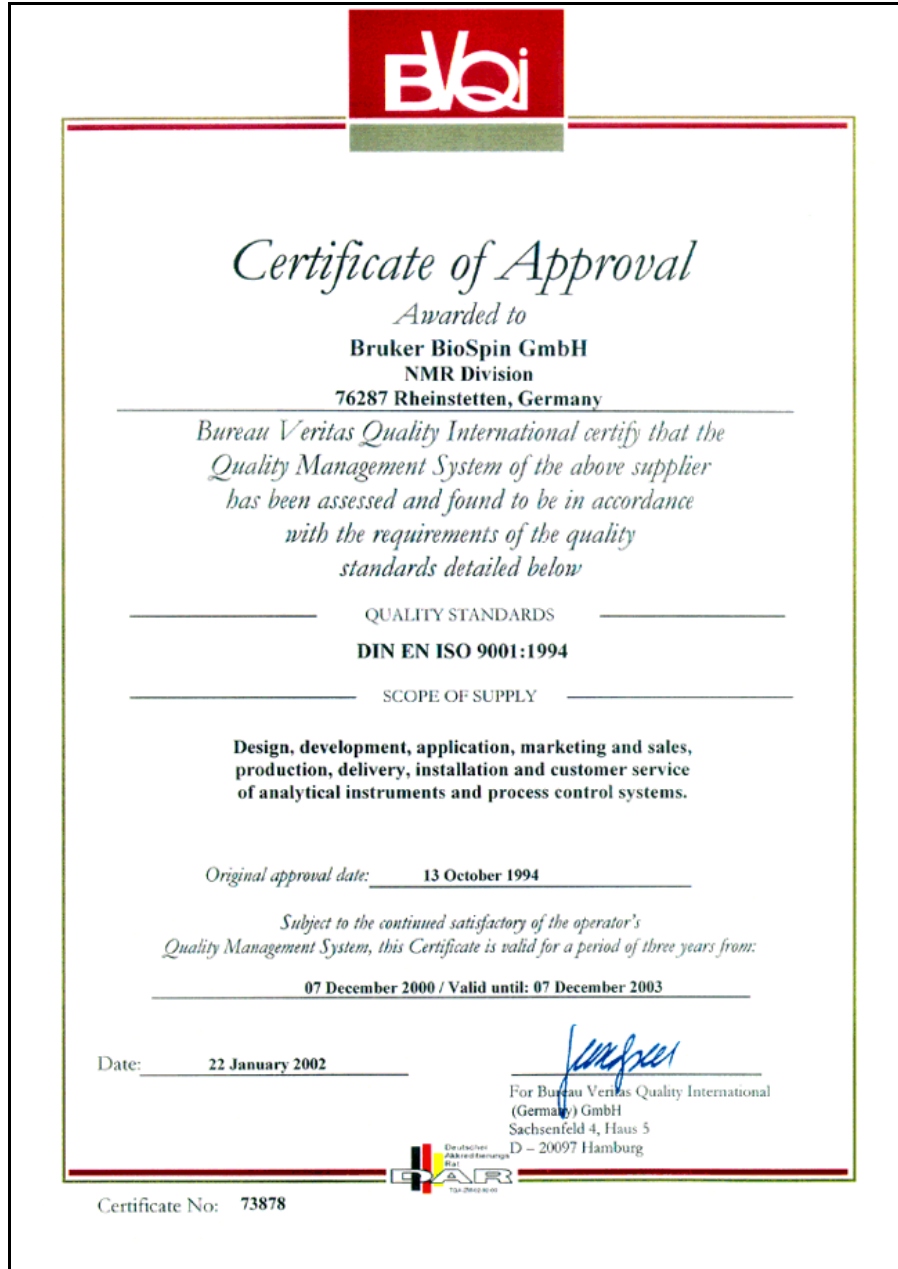 BVQi
Certificate of Approval
Awarded to
Bruker BioSpin GmbH
NMR Division
76287 Rheinstetten, Germany
Bureau Veritas Quality International certify that the
Quality Management System of the above supplier
has been assessed and found to be in accordance
with the requirements of the quality
standards detailed below
QUALITY STANDARDS
DIN EN ISO 9001:1994
SCOPE OF SUPPLY
Design, development, application, marketing and sales,
production, delivery, installation and customer service
of analytical instruments and process control systems.
Original approval date: 13 October 1994
Subject to the continued satisfactory of the operator's
Quality Management System, this Certificate is valid for a period of three years from:
07 December 2000 / Valid until: 07 December 2003
Date: 22 January 2002
For Bureau Veritas Quality International
(Germany) GmbH
Sachsenfeld 4, Haus 5
D – 20097 Hamburg
Deutscher
Akkreditierungs
Rat
DAR
Certificate No: 73878